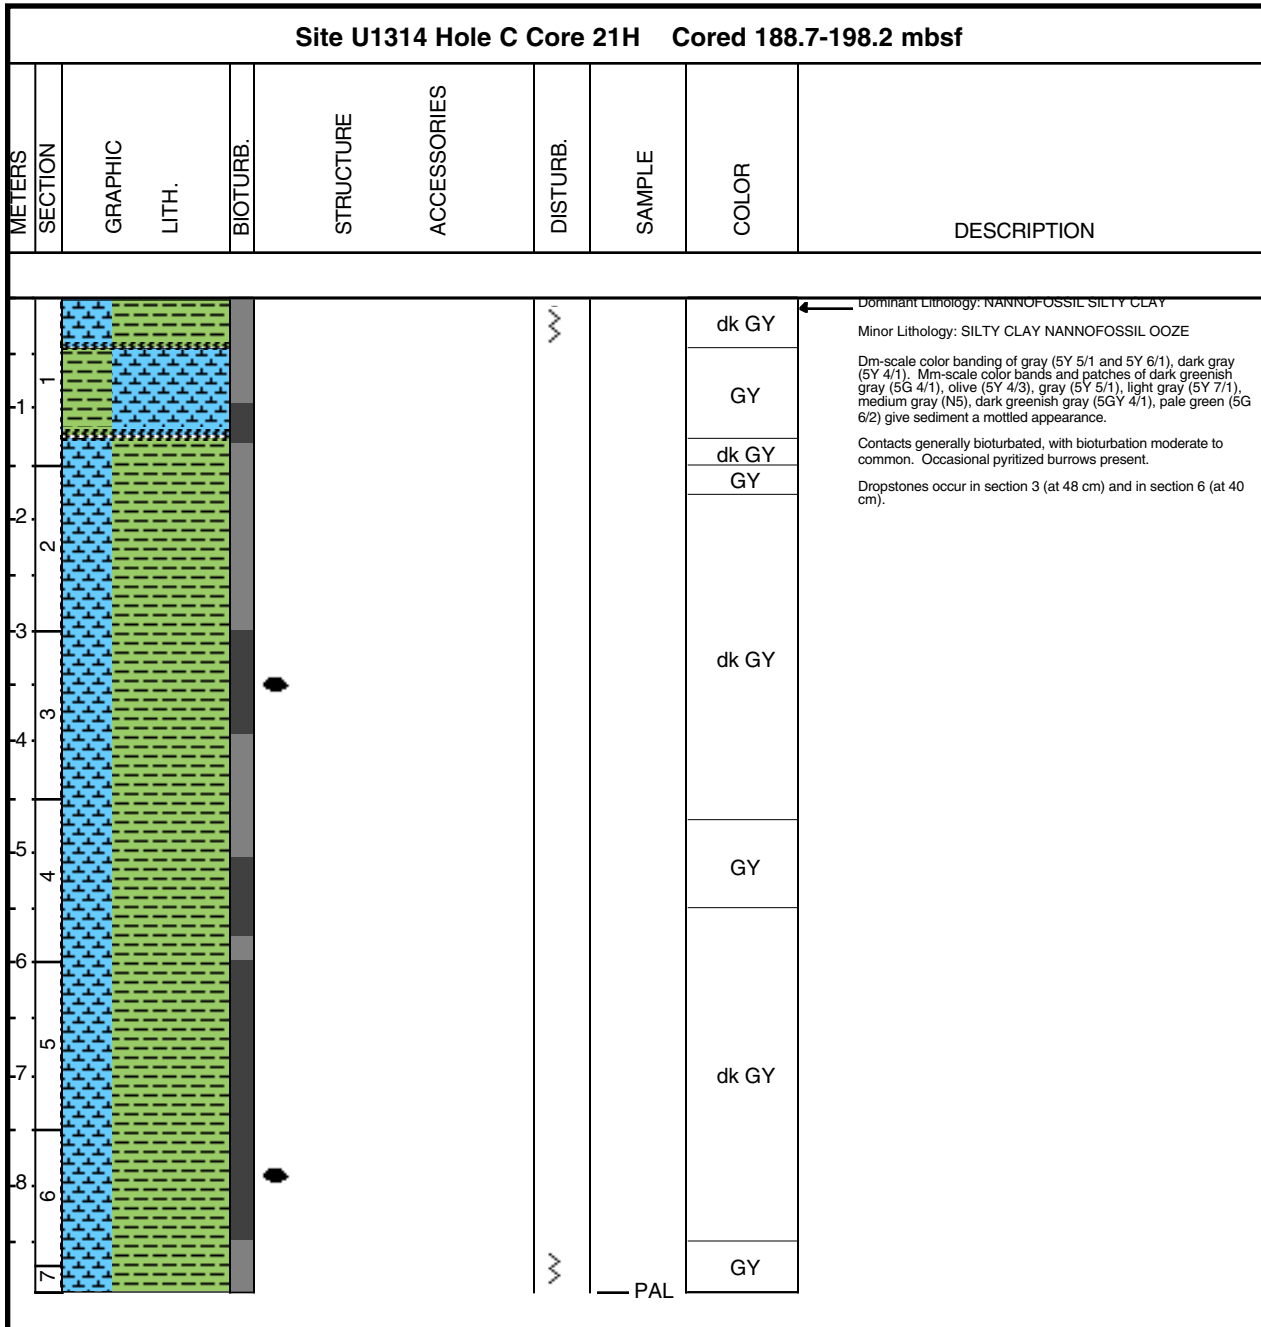 Site U1314 Hole C Core 21H Cored 188.7-198.2 mbsf
METERS
SECTION
GRAPHIC
LITH.
BIOTURB.
STRUCTURE
ACCESSORIES
DISTURB.
SAMPLE
COLOR
DESCRIPTION
1
2
3
4
5
6
7
8
1
2
3
4
5
6
7
dk GY
GY
dk GY
GY
dk GY
GY
dk GY
GY
PAL
Dominant Lithology: NANNOFOSSIL SILTY CLAY
Minor Lithology: SILTY CLAY NANNOFOSSIL OOZE
Dm-scale color banding of gray (5Y 5/1 and 5Y 6/1), dark gray
(5Y 4/1). Mm-scale color bands and patches of dark greenish
gray (5G 4/1), olive (5Y 4/3), gray (5Y 5/1), light gray (5Y 7/1),
medium gray (N5), dark greenish gray (5GY 4/1), pale green (5G
6/2) give sediment a mottled appearance.
Contacts generally bioturbated, with bioturbation moderate to
common. Occasional pyritized burrows present.
Dropstones occur in section 3 (at 48 cm) and in section 6 (at 40
cm).